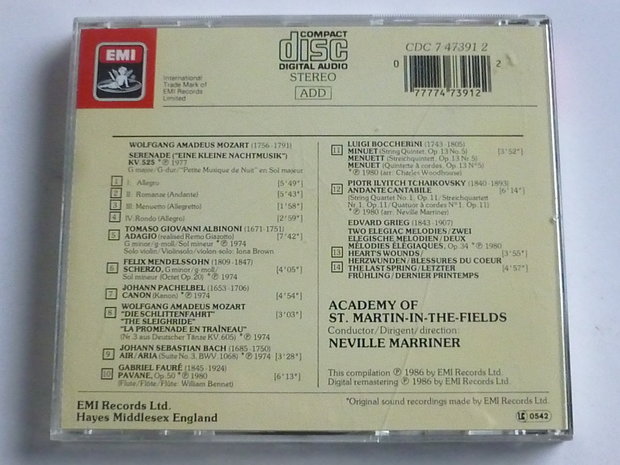 EMI
International
Trade Mark of
EMI Records
Limited
COMPACT
disc
DIGITAL AUDIO
STEREO
ADD
CDC 7 47391 2
0 77774 73912 2
WOLFGANG AMADEUS MOZART (1756-1791)
SERENADE ("EINE KLEINE NACHTMUSIK")
KV 525 *℗ 1977
G major/G-dur/"Petite Musique de Nuit" en Sol majeur
1 I. Allegro [5'49"]
2 II. Romanze (Andante) [5'43"]
3 III. Menuetto (Allegretto) [1'58"]
4 IV. Rondo (Allegro) [2'59"]
TOMASO GIOVANNI ALBINONI (1671-1751)
5 ADAGIO (realised Remo Giazotto) [7'42"]
G minor/g-moll/Sol mineur *℗ 1974
Solo violin/Violinsolo/violon solo: Iona Brown
FELIX MENDELSSOHN (1809-1847)
6 SCHERZO, G minor/g-moll/ [4'05"]
Sol mineur (Octet Op. 20) *℗ 1974
JOHANN PACHELBEL (1653-1706)
7 CANON (Kanon) *℗ 1974 [4'54"]
WOLFGANG AMADEUS MOZART
8 "DIE SCHLITTENFAHRT" [3'03"]
"THE SLEIGHRIDE"
"LA PROMENADE EN TRAÎNEAU"
(Nr 3 aus Deutschen Tänze KV. 605) *℗ 1974
JOHANN SEBASTIAN BACH (1685-1750)
9 AIR/ARIA (Suite No 3, BWV. 1068) *℗ 1974 [3'28"]
GABRIEL FAURÉ (1845-1924)
10 PAVANE, Op. 50 *℗ 1980 [6'13"]
(Flute/Flöte/Flûte: William Bennet)
EMI Records Ltd.
Hayes Middlesex England
LUIGI BOCCHERINI (1743-1805)
11 MINUET (String Quintet, Op 13 No. 5) [3'52"]
MENUETT (Streichquintett, Op. 13 No. 5)
MENUET (Quintette à cordes, Op. 13 No 5)
*℗ 1980 (arr: Charles Woodhouse)
PIOTR ILYITCH TCHAIKOVSKY (1840-1893)
12 ANDANTE CANTABILE [6'14"]
(String Quartet No. 1, Op. 11/Streichquartett
Nr. 1, Op. 11/Quatuor à cordes No 1, Op. 11)
*℗ 1980 (arr: Neville Marriner)
EDVARD GRIEG (1843-1907)
TWO ELEGIAC MELODIES/ZWEI
ELEGISCHE MELODIEN/DEUX
MÉLODIES ÉLÉGIAQUES, Op. 34 *℗ 1980
13 HEART'S WOUNDS/ [3'55"]
HERZWUNDEN/BLESSURES DU COEUR
14 THE LAST SPRING/LETZTER [4'57"]
FRÜHLING/DERNIER PRINTEMPS
ACADEMY OF
ST. MARTIN-IN-THE-FIELDS
Conductor/Dirigent/direction:
NEVILLE MARRINER
This compilation ℗ 1986 by EMI Records Ltd.
Digital remastering ℗ 1986 by EMI Records Ltd.
*Original sound recordings made by EMI Records Ltd.
LC 0542